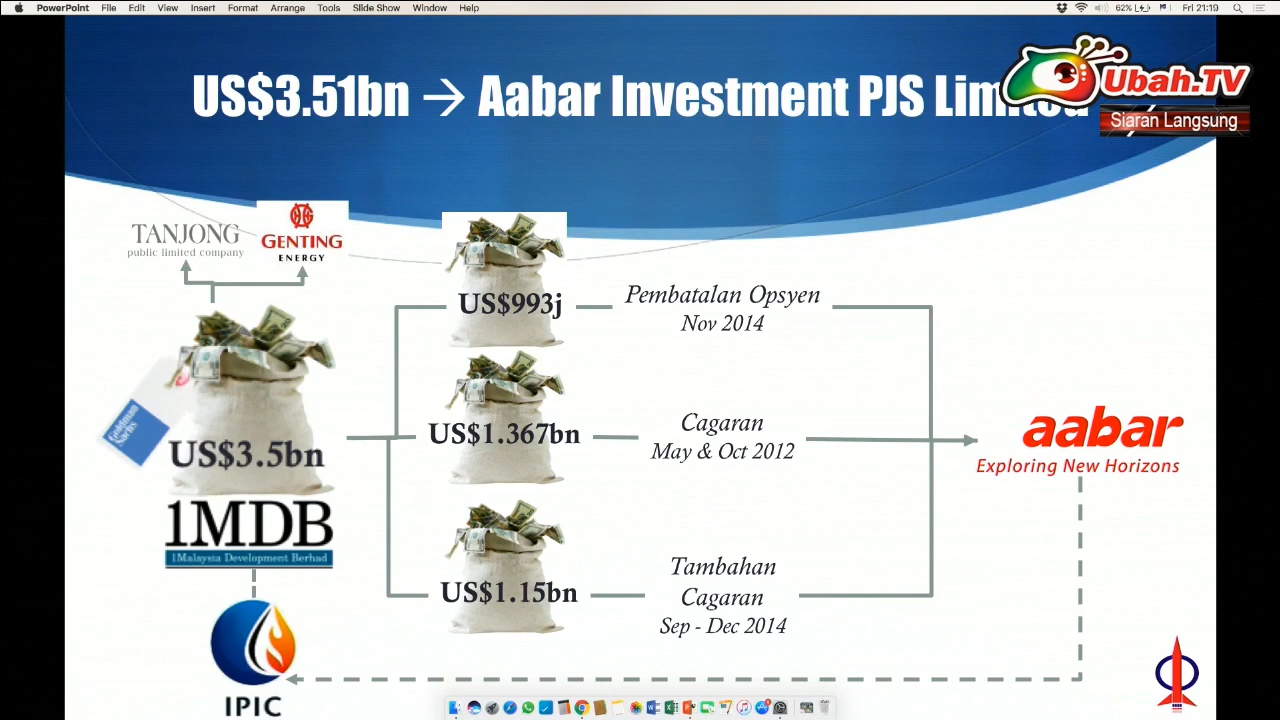 PowerPoint File Edit View Insert Format Arrange Tools Slide Show Window Help 62% Fri 21:19
US$3.51bn → Aabar Investment PJS Limited
Ubah.TV
Siaran Langsung
TANJONG
public limited company
GENTING
ENERGY
US$993j
Pembatalan Opsyen
Nov 2014
Goldman
Sachs
US$3.5bn
US$1.367bn
Cagaran
May & Oct 2012
aabar
Exploring New Horizons
1MDB
1Malaysia Development Berhad
US$1.15bn
Tambahan
Cagaran
Sep - Dec 2014
IPIC